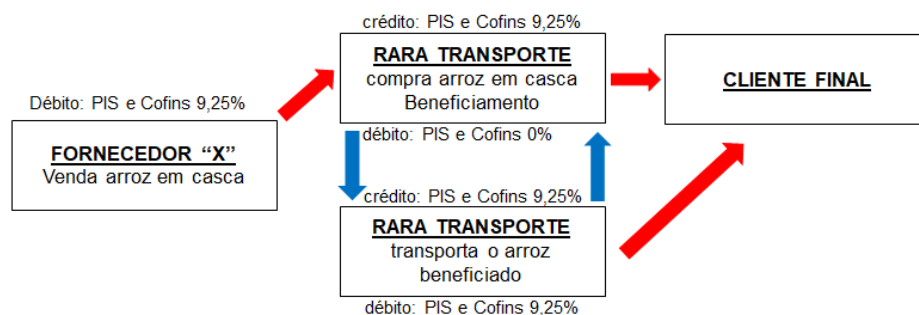 crédito: PIS e Cofins 9,25%
RARA TRANSPORTE
compra arroz em casca
Beneficiamento
débito: PIS e Cofins 0%
CLIENTE FINAL
Débito: PIS e Cofins 9,25%
FORNECEDOR “X”
Venda arroz em casca
crédito: PIS e Cofins 9,25%
RARA TRANSPORTE
transporta o arroz
beneficiado
débito: PIS e Cofins 9,25%